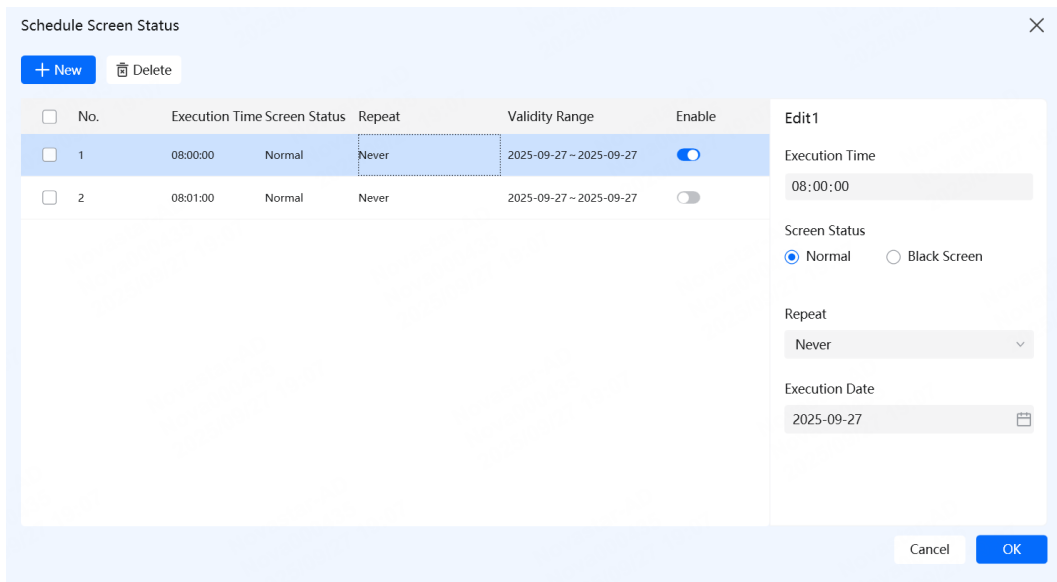 Schedule Screen Status
New Delete
No. Execution Time Screen Status Repeat Validity Range Enable
1 08:00:00 Normal Never 2025-09-27 ~ 2025-09-27
2 08:01:00 Normal Never 2025-09-27 ~ 2025-09-27
Edit1
Execution Time
08:00:00
Screen Status
Normal Black Screen
Repeat
Never
Execution Date
2025-09-27
Cancel OK